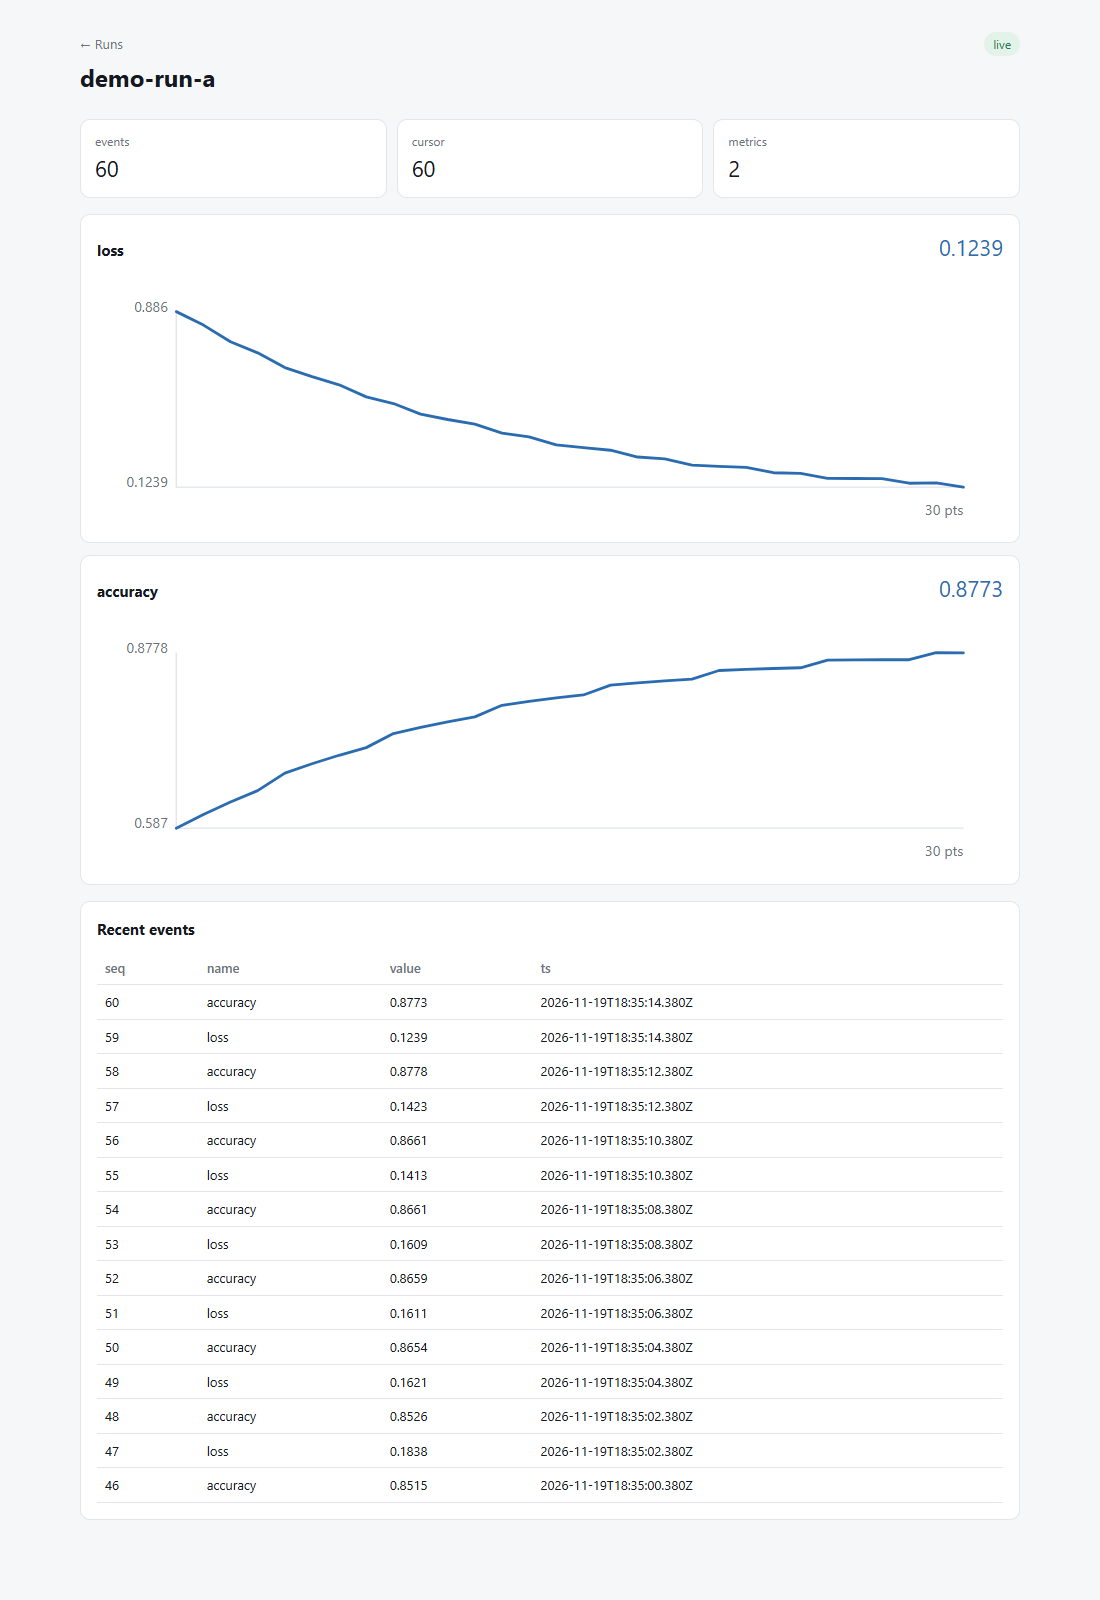 ← Runs
live
demo-run-a
events
60
cursor
60
metrics
2
loss
0.1239
0.886
0.1239
30 pts
accuracy
0.8773
0.8778
0.587
30 pts
Recent events
seq name value ts
60 accuracy 0.8773 2026-11-19T18:35:14.380Z
59 loss 0.1239 2026-11-19T18:35:14.380Z
58 accuracy 0.8778 2026-11-19T18:35:12.380Z
57 loss 0.1423 2026-11-19T18:35:12.380Z
56 accuracy 0.8661 2026-11-19T18:35:10.380Z
55 loss 0.1413 2026-11-19T18:35:10.380Z
54 accuracy 0.8661 2026-11-19T18:35:08.380Z
53 loss 0.1609 2026-11-19T18:35:08.380Z
52 accuracy 0.8659 2026-11-19T18:35:06.380Z
51 loss 0.1611 2026-11-19T18:35:06.380Z
50 accuracy 0.8654 2026-11-19T18:35:04.380Z
49 loss 0.1621 2026-11-19T18:35:04.380Z
48 accuracy 0.8526 2026-11-19T18:35:02.380Z
47 loss 0.1838 2026-11-19T18:35:02.380Z
46 accuracy 0.8515 2026-11-19T18:35:00.380Z